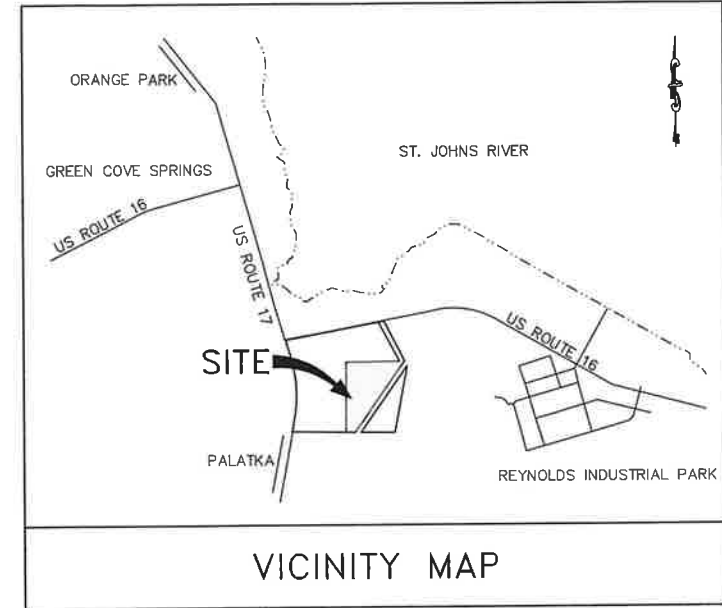 ORANGE PARK
ST. JOHNS RIVER
GREEN COVE SPRINGS
US ROUTE 16
US ROUTE 17
US ROUTE 16
SITE
PALATKA
REYNOLDS INDUSTRIAL PARK
VICINITY MAP